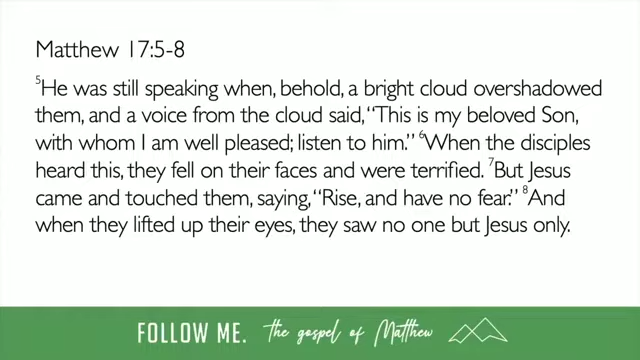 Matthew 17:5-8
5He was still speaking when, behold, a bright cloud overshadowed
them, and a voice from the cloud said, “This is my beloved Son,
with whom I am well pleased; listen to him.” 6When the disciples
heard this, they fell on their faces and were terrified. 7But Jesus
came and touched them, saying, “Rise, and have no fear.” 8And
when they lifted up their eyes, they saw no one but Jesus only.
FOLLOW ME. the gospel of Matthew